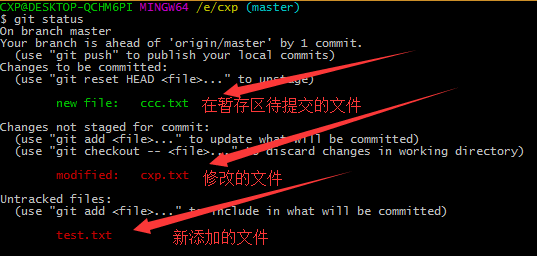 CXP@DESKTOP-QCHM6PI MINGW64 /e/cxp (master)
$ git status
On branch master
Your branch is ahead of 'origin/master' by 1 commit.
(use "git push" to publish your local commits)
Changes to be committed:
(use "git reset HEAD <file>..." to unstage)
new file: ccc.txt 在暂存区待提交的文件
Changes not staged for commit:
(use "git add <file>..." to update what will be committed)
(use "git checkout -- <file>..." to discard changes in working directory)
modified: cxp.txt 修改的文件
Untracked files:
(use "git add <file>..." to include in what will be committed)
test.txt 新添加的文件